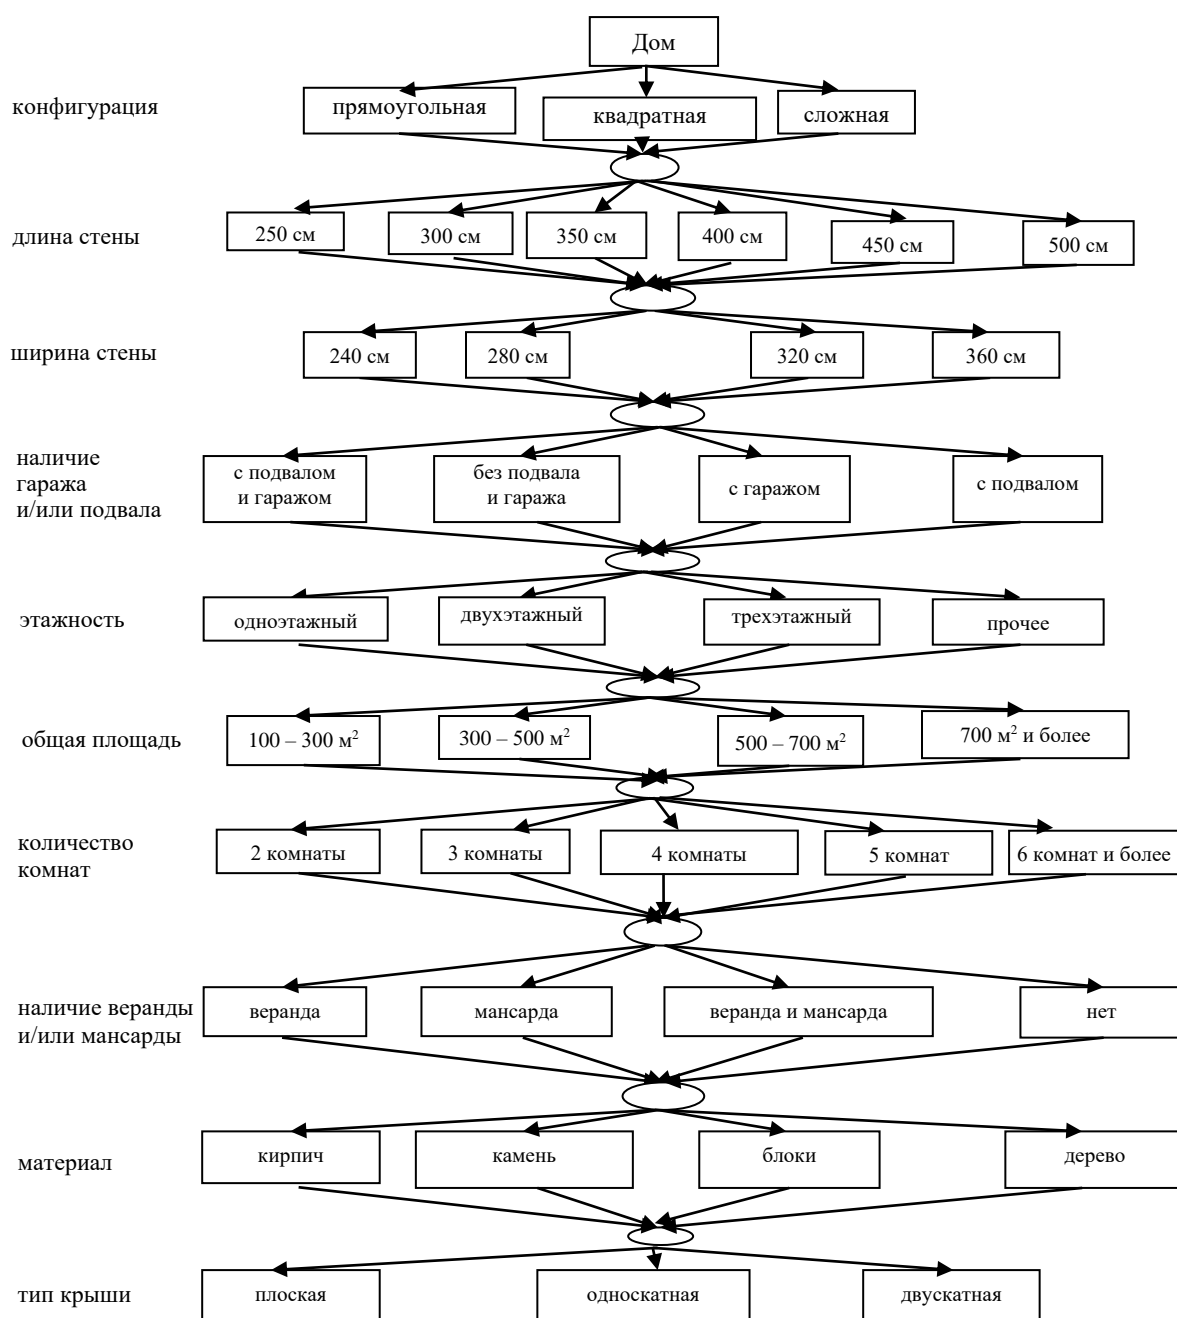 Дом
конфигурация
прямоугольная
квадратная
сложная
длина стены
250 см
300 см
350 см
400 см
450 см
500 см
ширина стены
240 см
280 см
320 см
360 см
наличие
гаража
и/или подвала
с подвалом
и гаражом
без подвала
и гаража
с гаражом
с подвалом
этажность
одноэтажный
двухэтажный
трехэтажный
прочее
общая площадь
100 – 300 м²
300 – 500 м²
500 – 700 м²
700 м² и более
количество
комнат
2 комнаты
3 комнаты
4 комнаты
5 комнат
6 комнат и более
наличие веранды
и/или мансарды
веранда
мансарда
веранда и мансарда
нет
материал
кирпич
камень
блоки
дерево
тип крыши
плоская
односкатная
двускатная